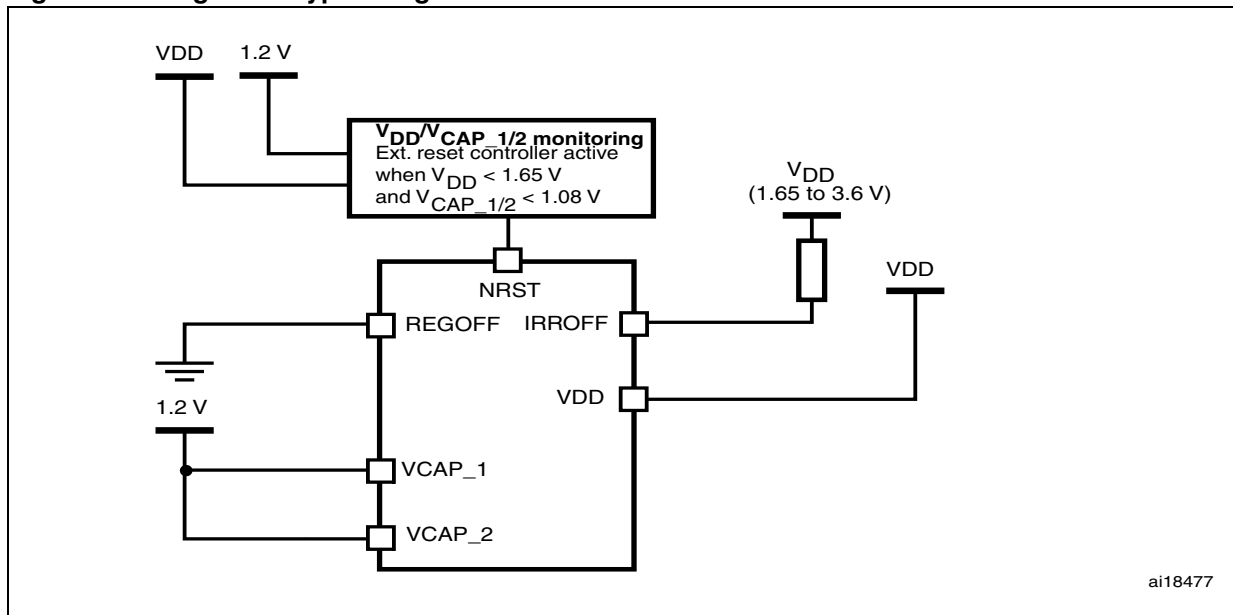 VDD 1.2 V
VDD/VCAP_1/2 monitoring
Ext. reset controller active
when VDD < 1.65 V
and VCAP_1/2 < 1.08 V
VDD
(1.65 to 3.6 V)
VDD
NRST
REGOFF IRROFF
VDD
1.2 V
VCAP_1
VCAP_2
ai18477